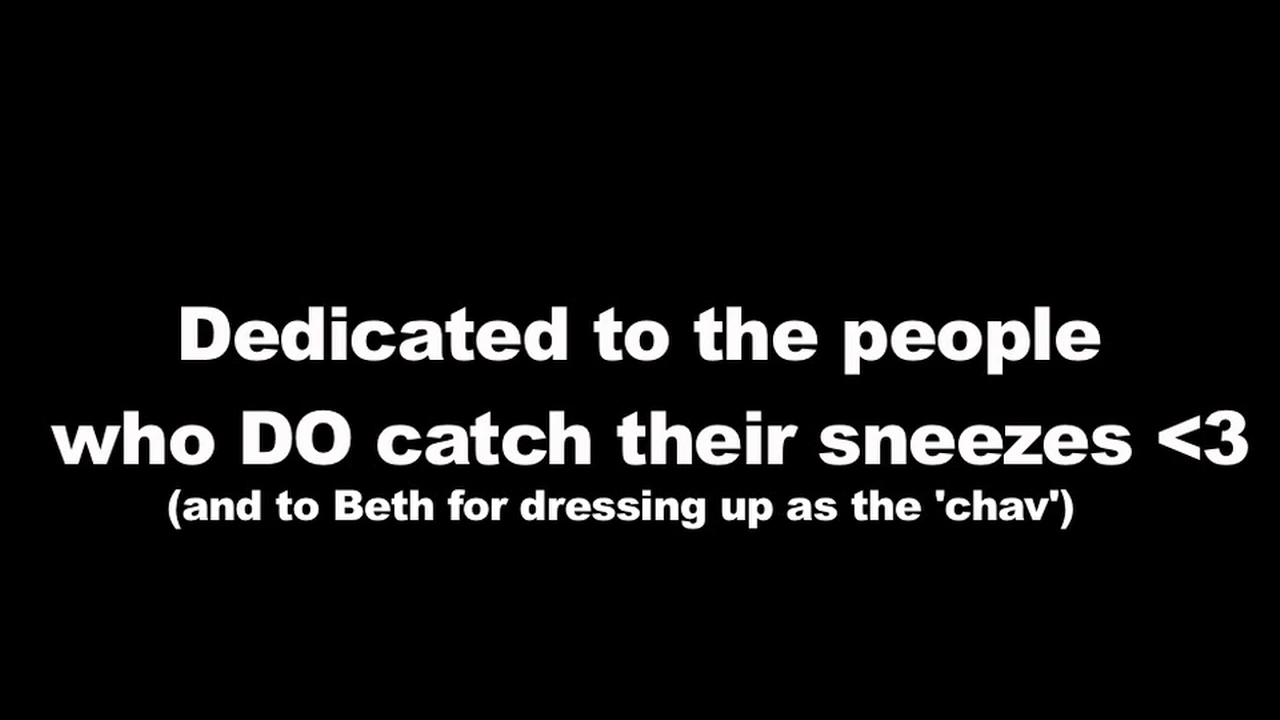 Dedicated to the people
who DO catch their sneezes <3
(and to Beth for dressing up as the 'chav')